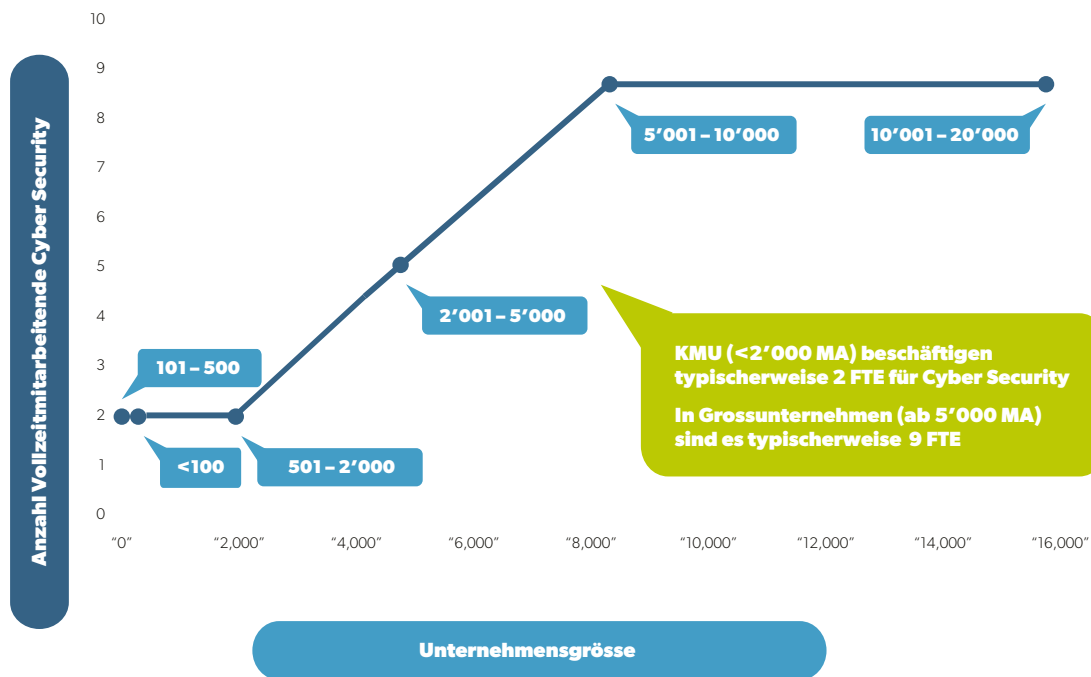 Anzahl Vollzeitmitarbeitende Cyber Security
10
9
8
7
6
5
4
3
2
1
0
5’001 – 10’000
10’001 – 20’000
2’001 – 5’000
101 – 500
<100
501 – 2’000
KMU (<2’000 MA) beschäftigen
typischerweise 2 FTE für Cyber Security
In Grossunternehmen (ab 5’000 MA)
sind es typischerweise 9 FTE
“0”
“2,000”
“4,000”
“6,000”
“8,000”
“10,000”
“12,000”
“14,000”
“16,000”
Unternehmensgrösse